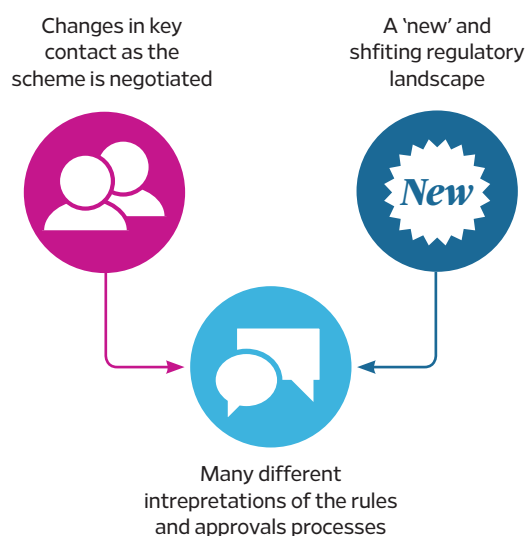 Changes in key
contact as the
scheme is negotiated
A ‘new’ and
shfiting regulatory
landscape
New
Many different
intrepretations of the rules
and approvals processes